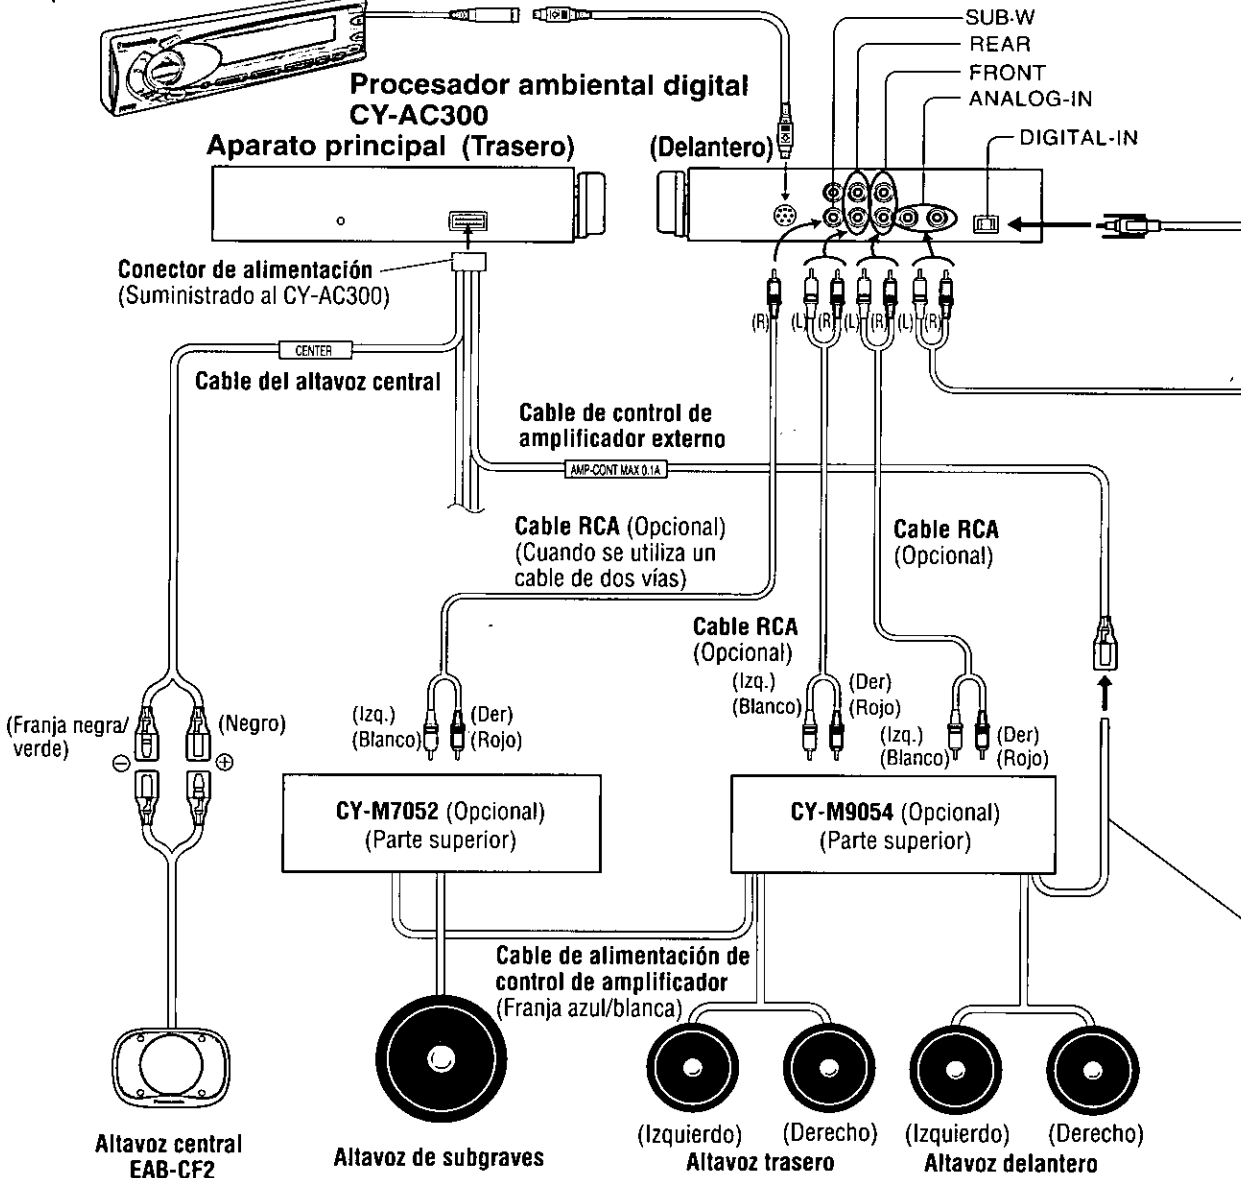 Panasonic
SUB-W
REAR
FRONT
ANALOG-IN
DIGITAL-IN
Procesador ambiental digital
CY-AC300
Aparato principal (Trasero)
(Delantero)
Conector de alimentación
(Suministrado al CY-AC300)
(R)
(L)
(R)
(L)
(R)
(L)
(R)
CENTER
Cable del altavoz central
Cable de control de
amplificador externo
AMP-CONT MAX 0.1A
Cable RCA (Opcional)
(Cuando se utiliza un
cable de dos vías)
Cable RCA
(Opcional)
Cable RCA
(Opcional)
(Izq.)
(Blanco)
(Der)
(Rojo)
(Izq.)
(Blanco)
(Der)
(Rojo)
(Izq.)
(Blanco)
(Der)
(Rojo)
(Franja negra/
verde)
(Negro)
⊖
⊕
CY-M7052 (Opcional)
(Parte superior)
CY-M9054 (Opcional)
(Parte superior)
Cable de alimentación de
control de amplificador
(Franja azul/blanca)
Altavoz central
EAB-CF2
Altavoz de subgraves
(Izquierdo)
(Derecho)
Altavoz trasero
(Izquierdo)
(Derecho)
Altavoz delantero